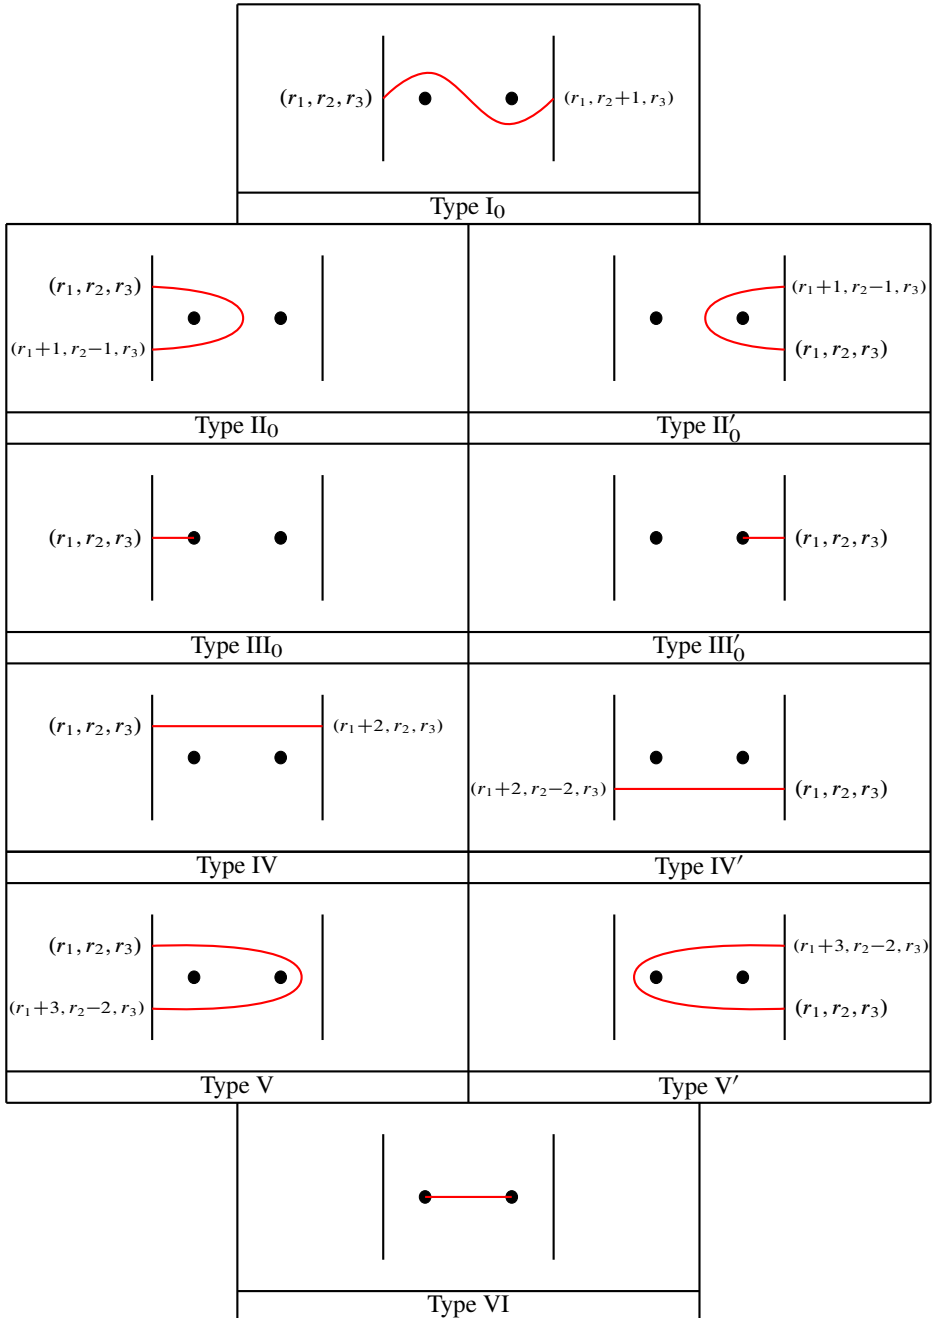 (r₁, r₂, r₃) (r₁, r₂+1, r₃)
Type I₀
(r₁, r₂, r₃) (r₁+1, r₂−1, r₃)
(r₁+1, r₂−1, r₃) (r₁, r₂, r₃)
Type II₀ Type II′₀
(r₁, r₂, r₃) (r₁, r₂, r₃)
Type III₀ Type III′₀
(r₁, r₂, r₃) (r₁+2, r₂, r₃)
(r₁+2, r₂−2, r₃) (r₁, r₂, r₃)
Type IV Type IV′
(r₁, r₂, r₃) (r₁+3, r₂−2, r₃)
(r₁+3, r₂−2, r₃) (r₁, r₂, r₃)
Type V Type V′
Type VI